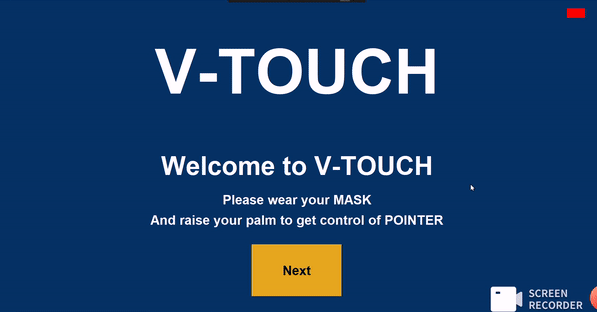 V-TOUCH
Welcome to V-TOUCH
Please wear your MASK
And raise your palm to get control of POINTER
Next
SCREEN
RECORDER